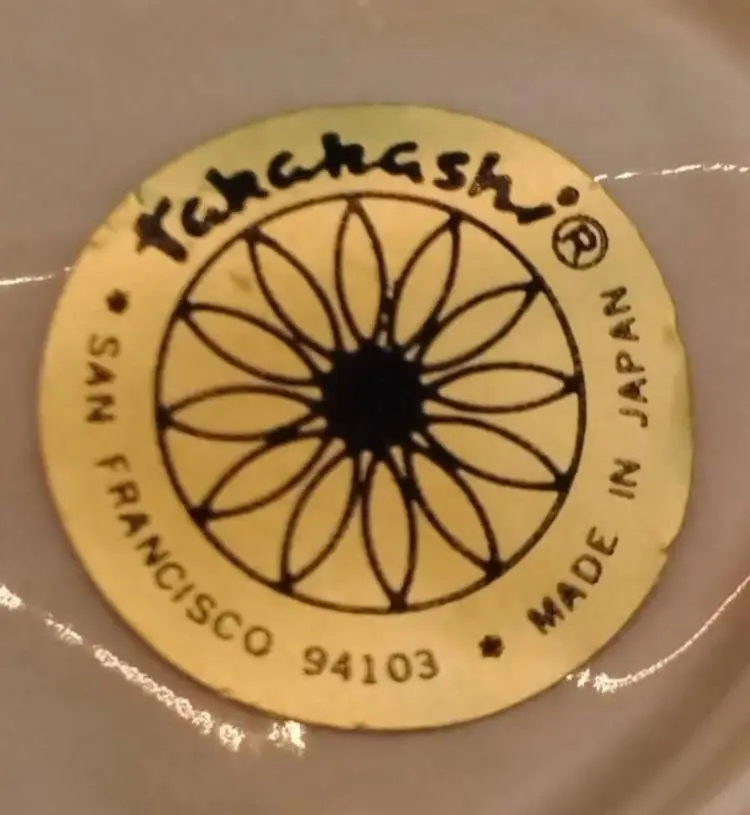 takahashi®
* SAN FRANCISCO 94103 * MADE IN JAPAN